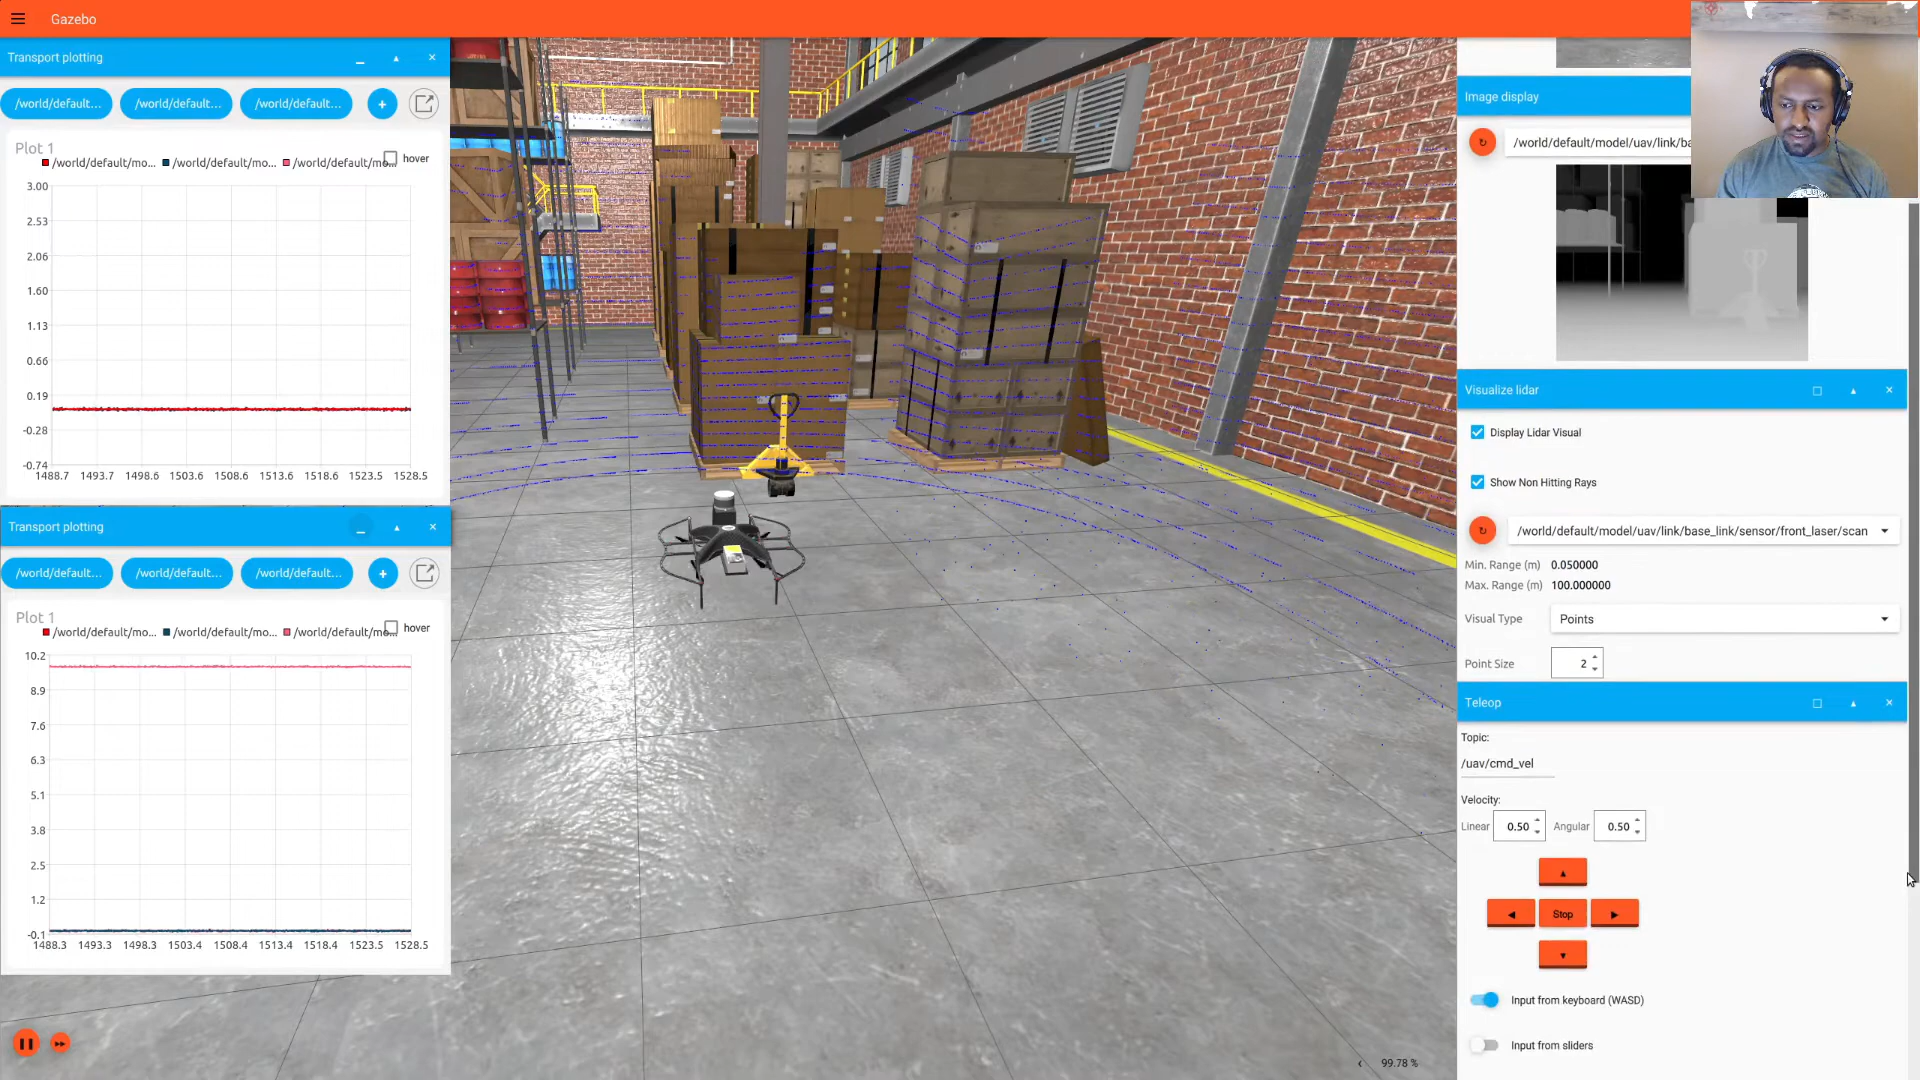 Gazebo
Transport plotting
/world/default... /world/default... /world/default... +
Plot 1
/world/default/mo... /world/default/mo... /world/default/mo... hover
3.00
2.53
2.06
1.60
1.13
0.66
0.19
-0.28
-0.74
1488.7 1493.7 1498.6 1503.6 1508.6 1513.6 1518.6 1523.5 1528.5
Transport plotting
/world/default... /world/default... /world/default... +
Plot 1
/world/default/mo... /world/default/mo... /world/default/mo... hover
10.2
8.9
7.6
6.3
5.1
3.8
2.5
1.2
-0.1
1488.3 1493.3 1498.3 1503.4 1508.4 1513.4 1518.4 1523.5 1528.5
99.78 %
Image display
/world/default/model/uav/link/ba
Visualize lidar
Display Lidar Visual
Show Non Hitting Rays
/world/default/model/uav/link/base_link/sensor/front_laser/scan
Min. Range (m) 0.050000
Max. Range (m) 100.000000
Visual Type Points
Point Size 2
Teleop
Topic:
/uav/cmd_vel
Velocity:
Linear 0.50 Angular 0.50
Stop
Input from keyboard (WASD)
Input from sliders